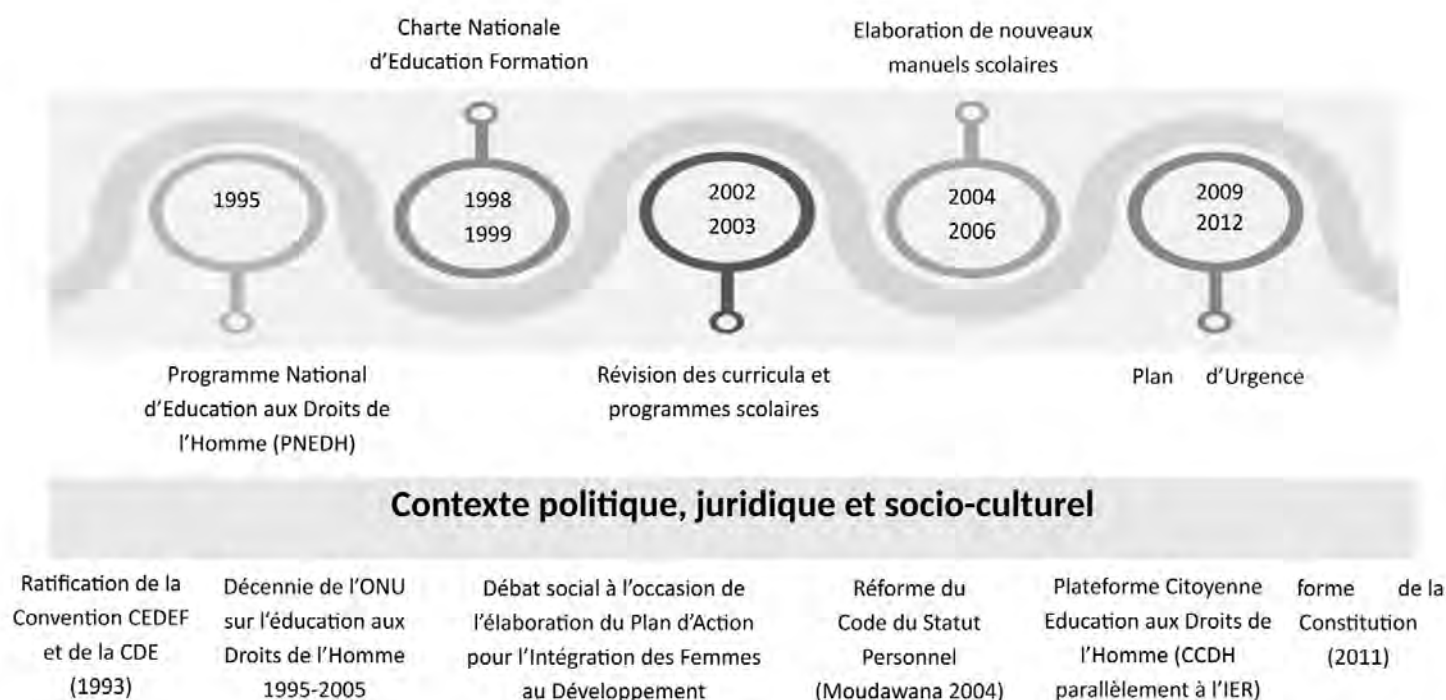 Charte Nationale
d'Education Formation
Elaboration de nouveaux
manuels scolaires
1995
1998
1999
2002
2003
2004
2006
2009
2012
Programme National
d'Education aux Droits de
l'Homme (PNEDH)
Révision des curricula et
programmes scolaires
Plan d'Urgence
Contexte politique, juridique et socio-culturel
Ratification de la
Convention CEDEF
et de la CDE
(1993)
Décennie de l'ONU
sur l'éducation aux
Droits de l'Homme
1995-2005
Débat social à l'occasion de
l'élaboration du Plan d'Action
pour l'Intégration des Femmes
au Développement
Réforme du
Code du Statut
Personnel
(Moudawana 2004)
Plateforme Citoyenne
Education aux Droits de
l'Homme (CCDH
parallèlement à l'IER)
forme de la
Constitution
(2011)